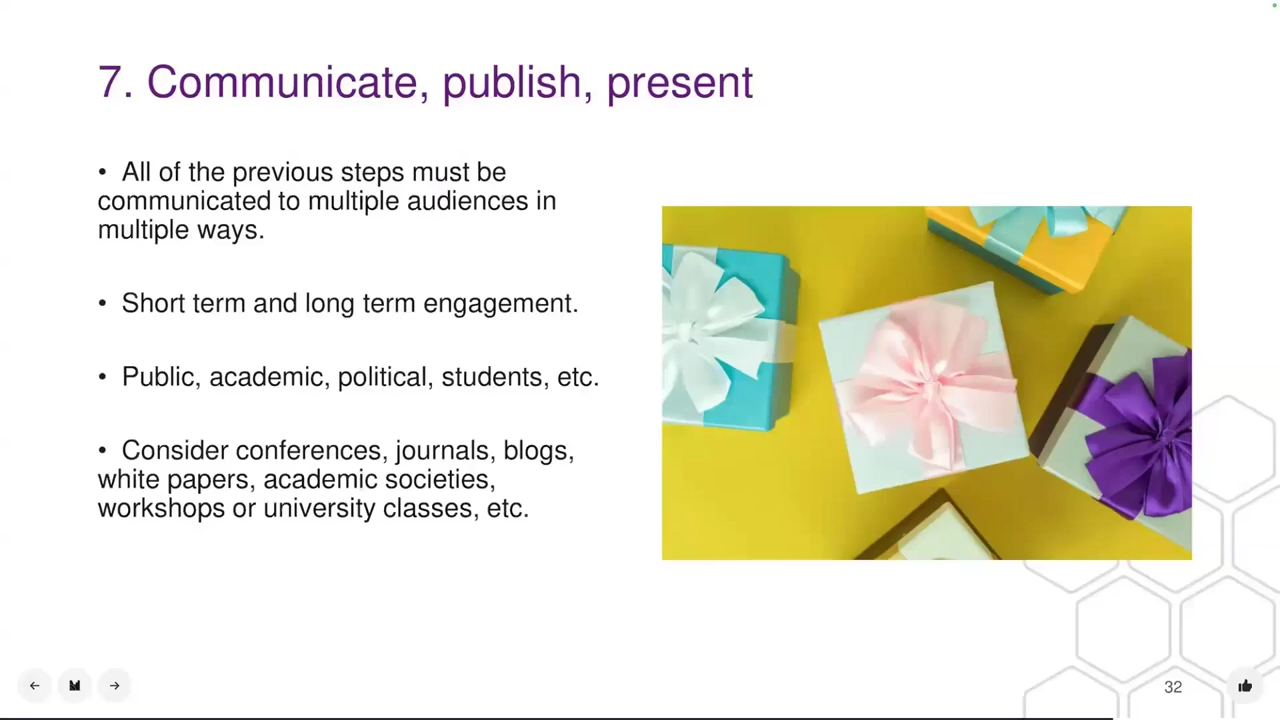 7. Communicate, publish, present
• All of the previous steps must be
communicated to multiple audiences in
multiple ways.
• Short term and long term engagement.
• Public, academic, political, students, etc.
• Consider conferences, journals, blogs,
white papers, academic societies,
workshops or university classes, etc.
32